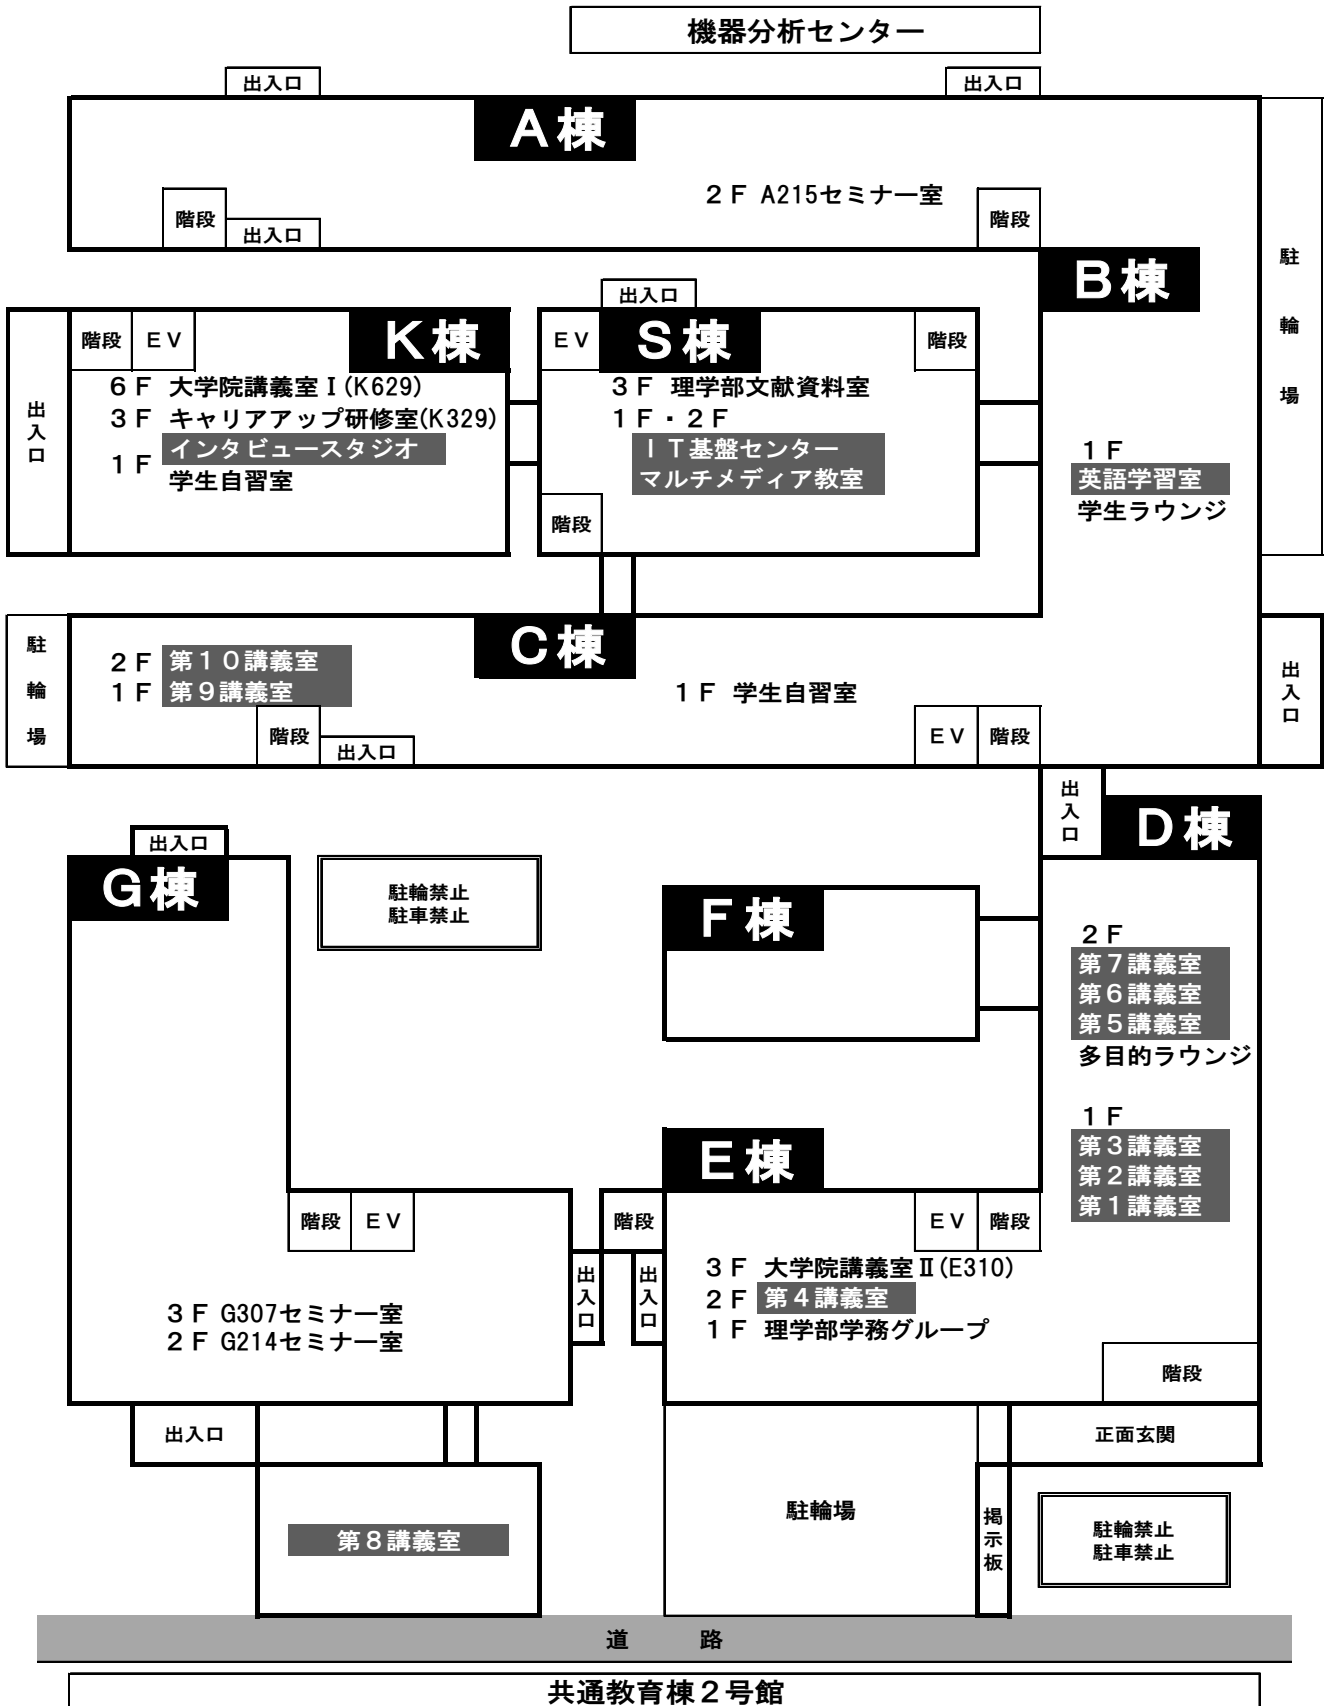 機器分析センター
出入口
出入口
A棟
2F A215セミナー室
階段
出入口
階段
駐輪場
B棟
出入口
階段
EV
K棟
EV
S棟
階段
出入口
6F 大学院講義室Ⅰ(K629)
3F キャリアアップ研修室(K329)
インタビュースタジオ
1F
学生自習室
3F 理学部文献資料室
1F・2F
IT基盤センター
マルチメディア教室
階段
1F
英語学習室
学生ラウンジ
駐輪場
C棟
2F 第10講義室
1F 第9講義室
1F 学生自習室
階段
出入口
EV
階段
出入口
出入口
D棟
出入口
G棟
駐輪禁止
駐車禁止
F棟
2F
第7講義室
第6講義室
第5講義室
多目的ラウンジ
1F
第3講義室
第2講義室
第1講義室
E棟
階段
EV
階段
EV
階段
出入口
出入口
3F 大学院講義室Ⅱ(E310)
2F 第4講義室
1F 理学部学務グループ
3F G307セミナー室
2F G214セミナー室
階段
出入口
正面玄関
第8講義室
駐輪場
掲示板
駐輪禁止
駐車禁止
道路
共通教育棟2号館